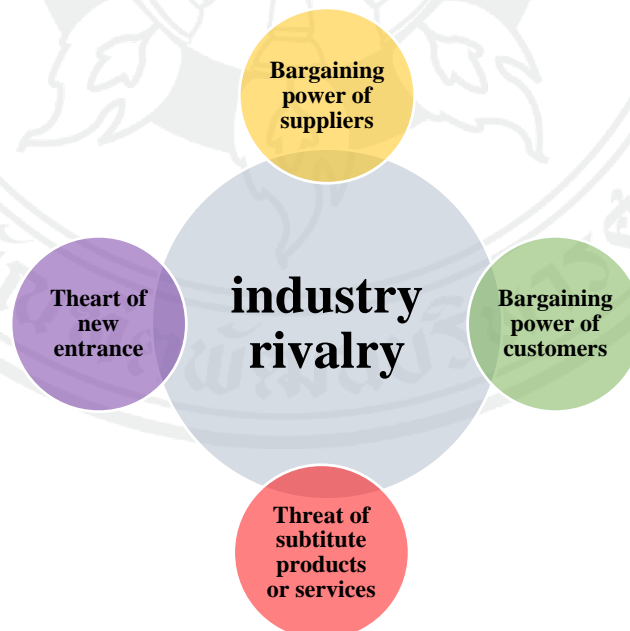 Bargaining
power of
suppliers
Theart of
new
entrance
industry
rivalry
Bargaining
power of
customers
Threat of
subtitute
products
or services